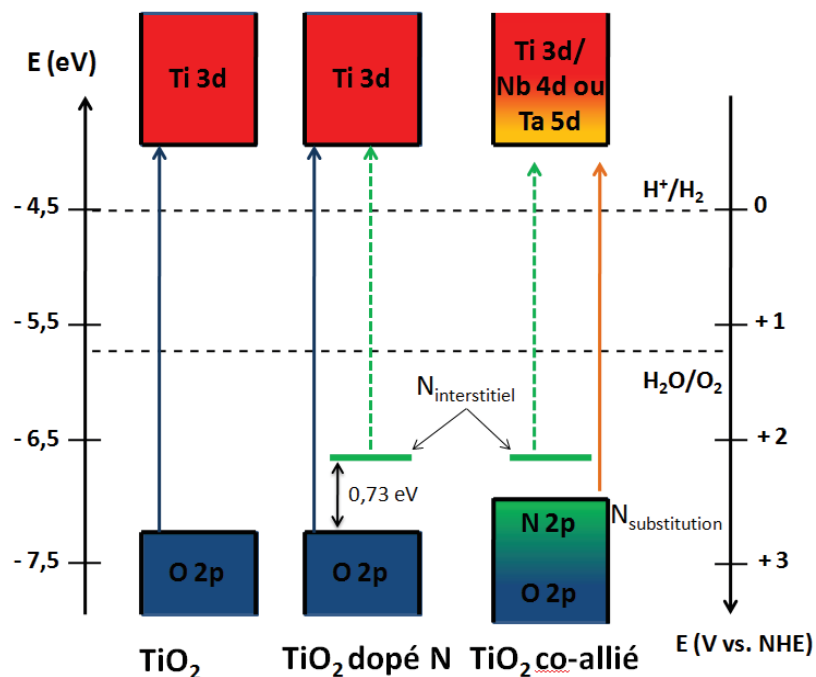 E (eV)
Ti 3d
Ti 3d
Ti 3d/
Nb 4d ou
Ta 5d
H⁺/H₂
- 4,5
0
- 5,5
+ 1
H₂O/O₂
N interstitiel
- 6,5
+ 2
0,73 eV
N 2p
N substitution
- 7,5
O 2p
O 2p
O 2p
+ 3
TiO₂
TiO₂ dopé N
TiO₂ co-allié
E (V vs. NHE)